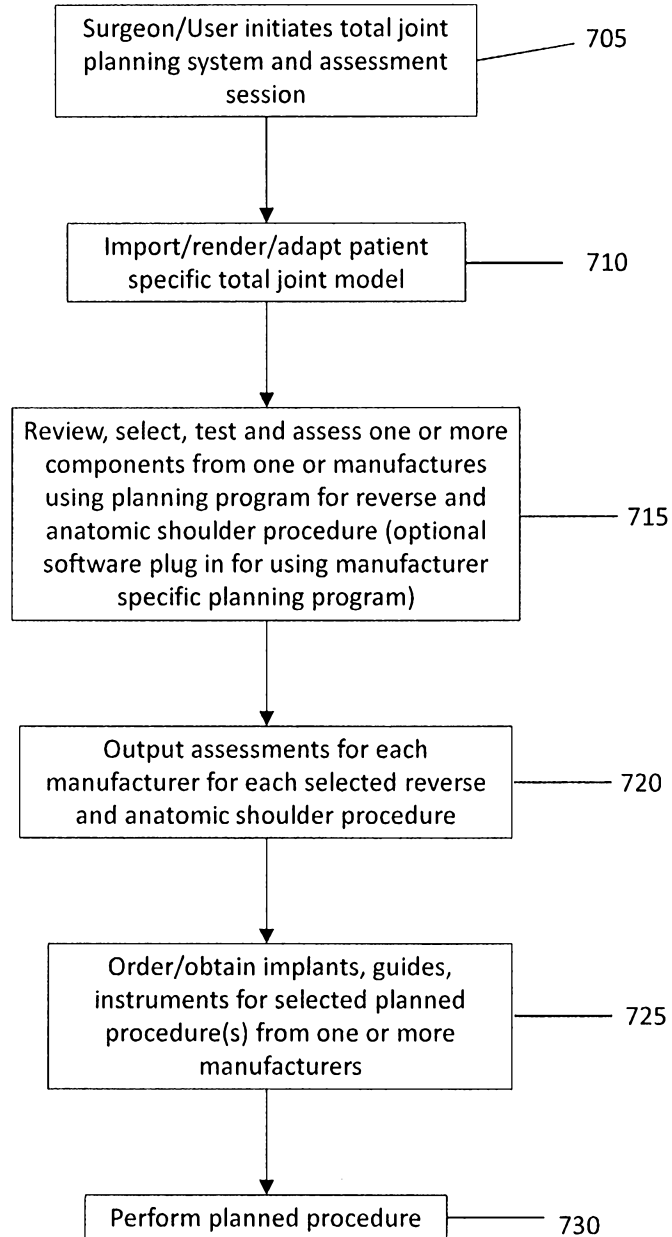 Surgeon/User initiates total joint
planning system and assessment
session
705
Import/render/adapt patient
specific total joint model
710
Review, select, test and assess one or more
components from one or manufactures
using planning program for reverse and
anatomic shoulder procedure (optional
software plug in for using manufacturer
specific planning program)
715
Output assessments for each
manufacturer for each selected reverse
and anatomic shoulder procedure
720
Order/obtain implants, guides,
instruments for selected planned
procedure(s) from one or more
manufacturers
725
Perform planned procedure
730